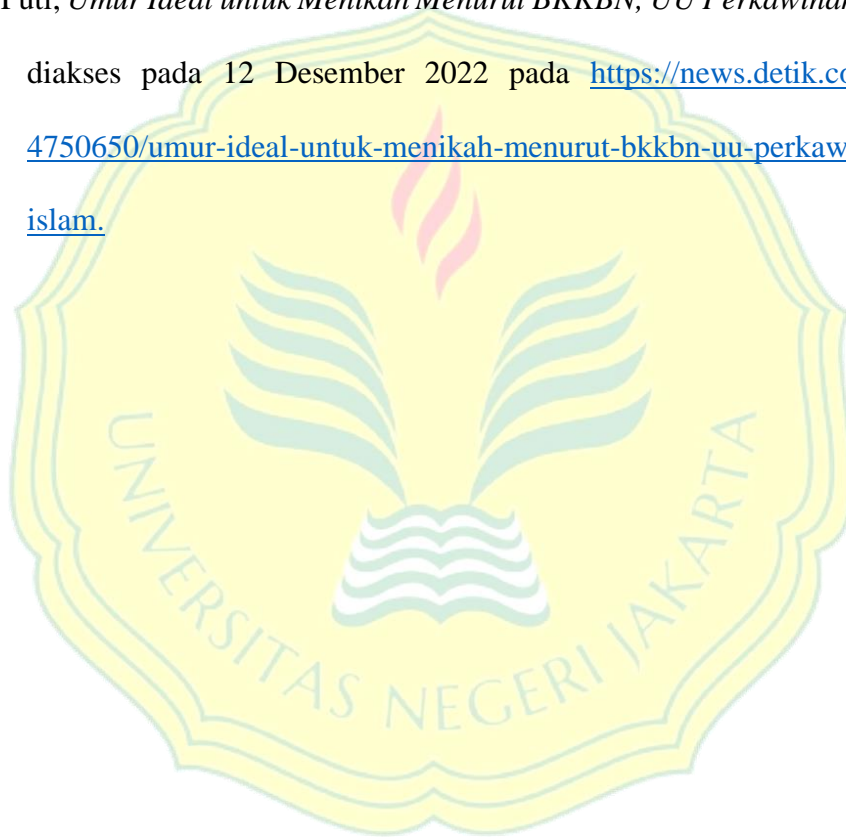 Puti, Umur Ideal untuk Menikah Menurut BKKBN, UU Perkawinan
diakses pada 12 Desember 2022 pada https://news.detik.co
4750650/umur-ideal-untuk-menikah-menurut-bkkbn-uu-perkaw
islam.
UNIVERSITAS NEGERI JAKARTA